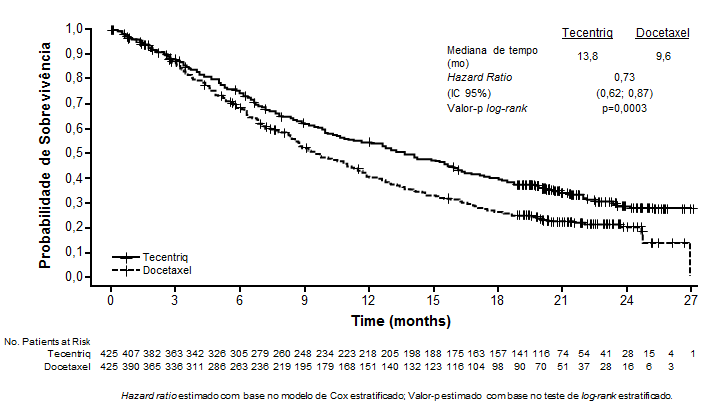 Tecentriq Docetaxel
Mediana de tempo (mo) 13,8 9,6
Hazard Ratio 0,73
(IC 95%) (0,62; 0,87)
Valor-p log-rank p=0,0003
Probabilidade de Sobrevivência
1,0
0,9
0,8
0,7
0,6
0,5
0,4
0,3
0,2
0,1
0,0
Tecentriq
Docetaxel
0 3 6 9 12 15 18 21 24 27
Time (months)
No. Patients at Risk
Tecentriq 425 407 382 363 342 326 305 279 260 248 234 223 218 205 198 188 175 163 157 141 116 74 54 41 28 15 4 1
Docetaxel 425 390 365 336 311 286 263 236 219 195 179 168 151 140 132 123 116 104 98 90 70 51 37 28 16 6 3
Hazard ratio estimado com base no modelo de Cox estratificado; Valor-p estimado com base no teste de log-rank estratificado.